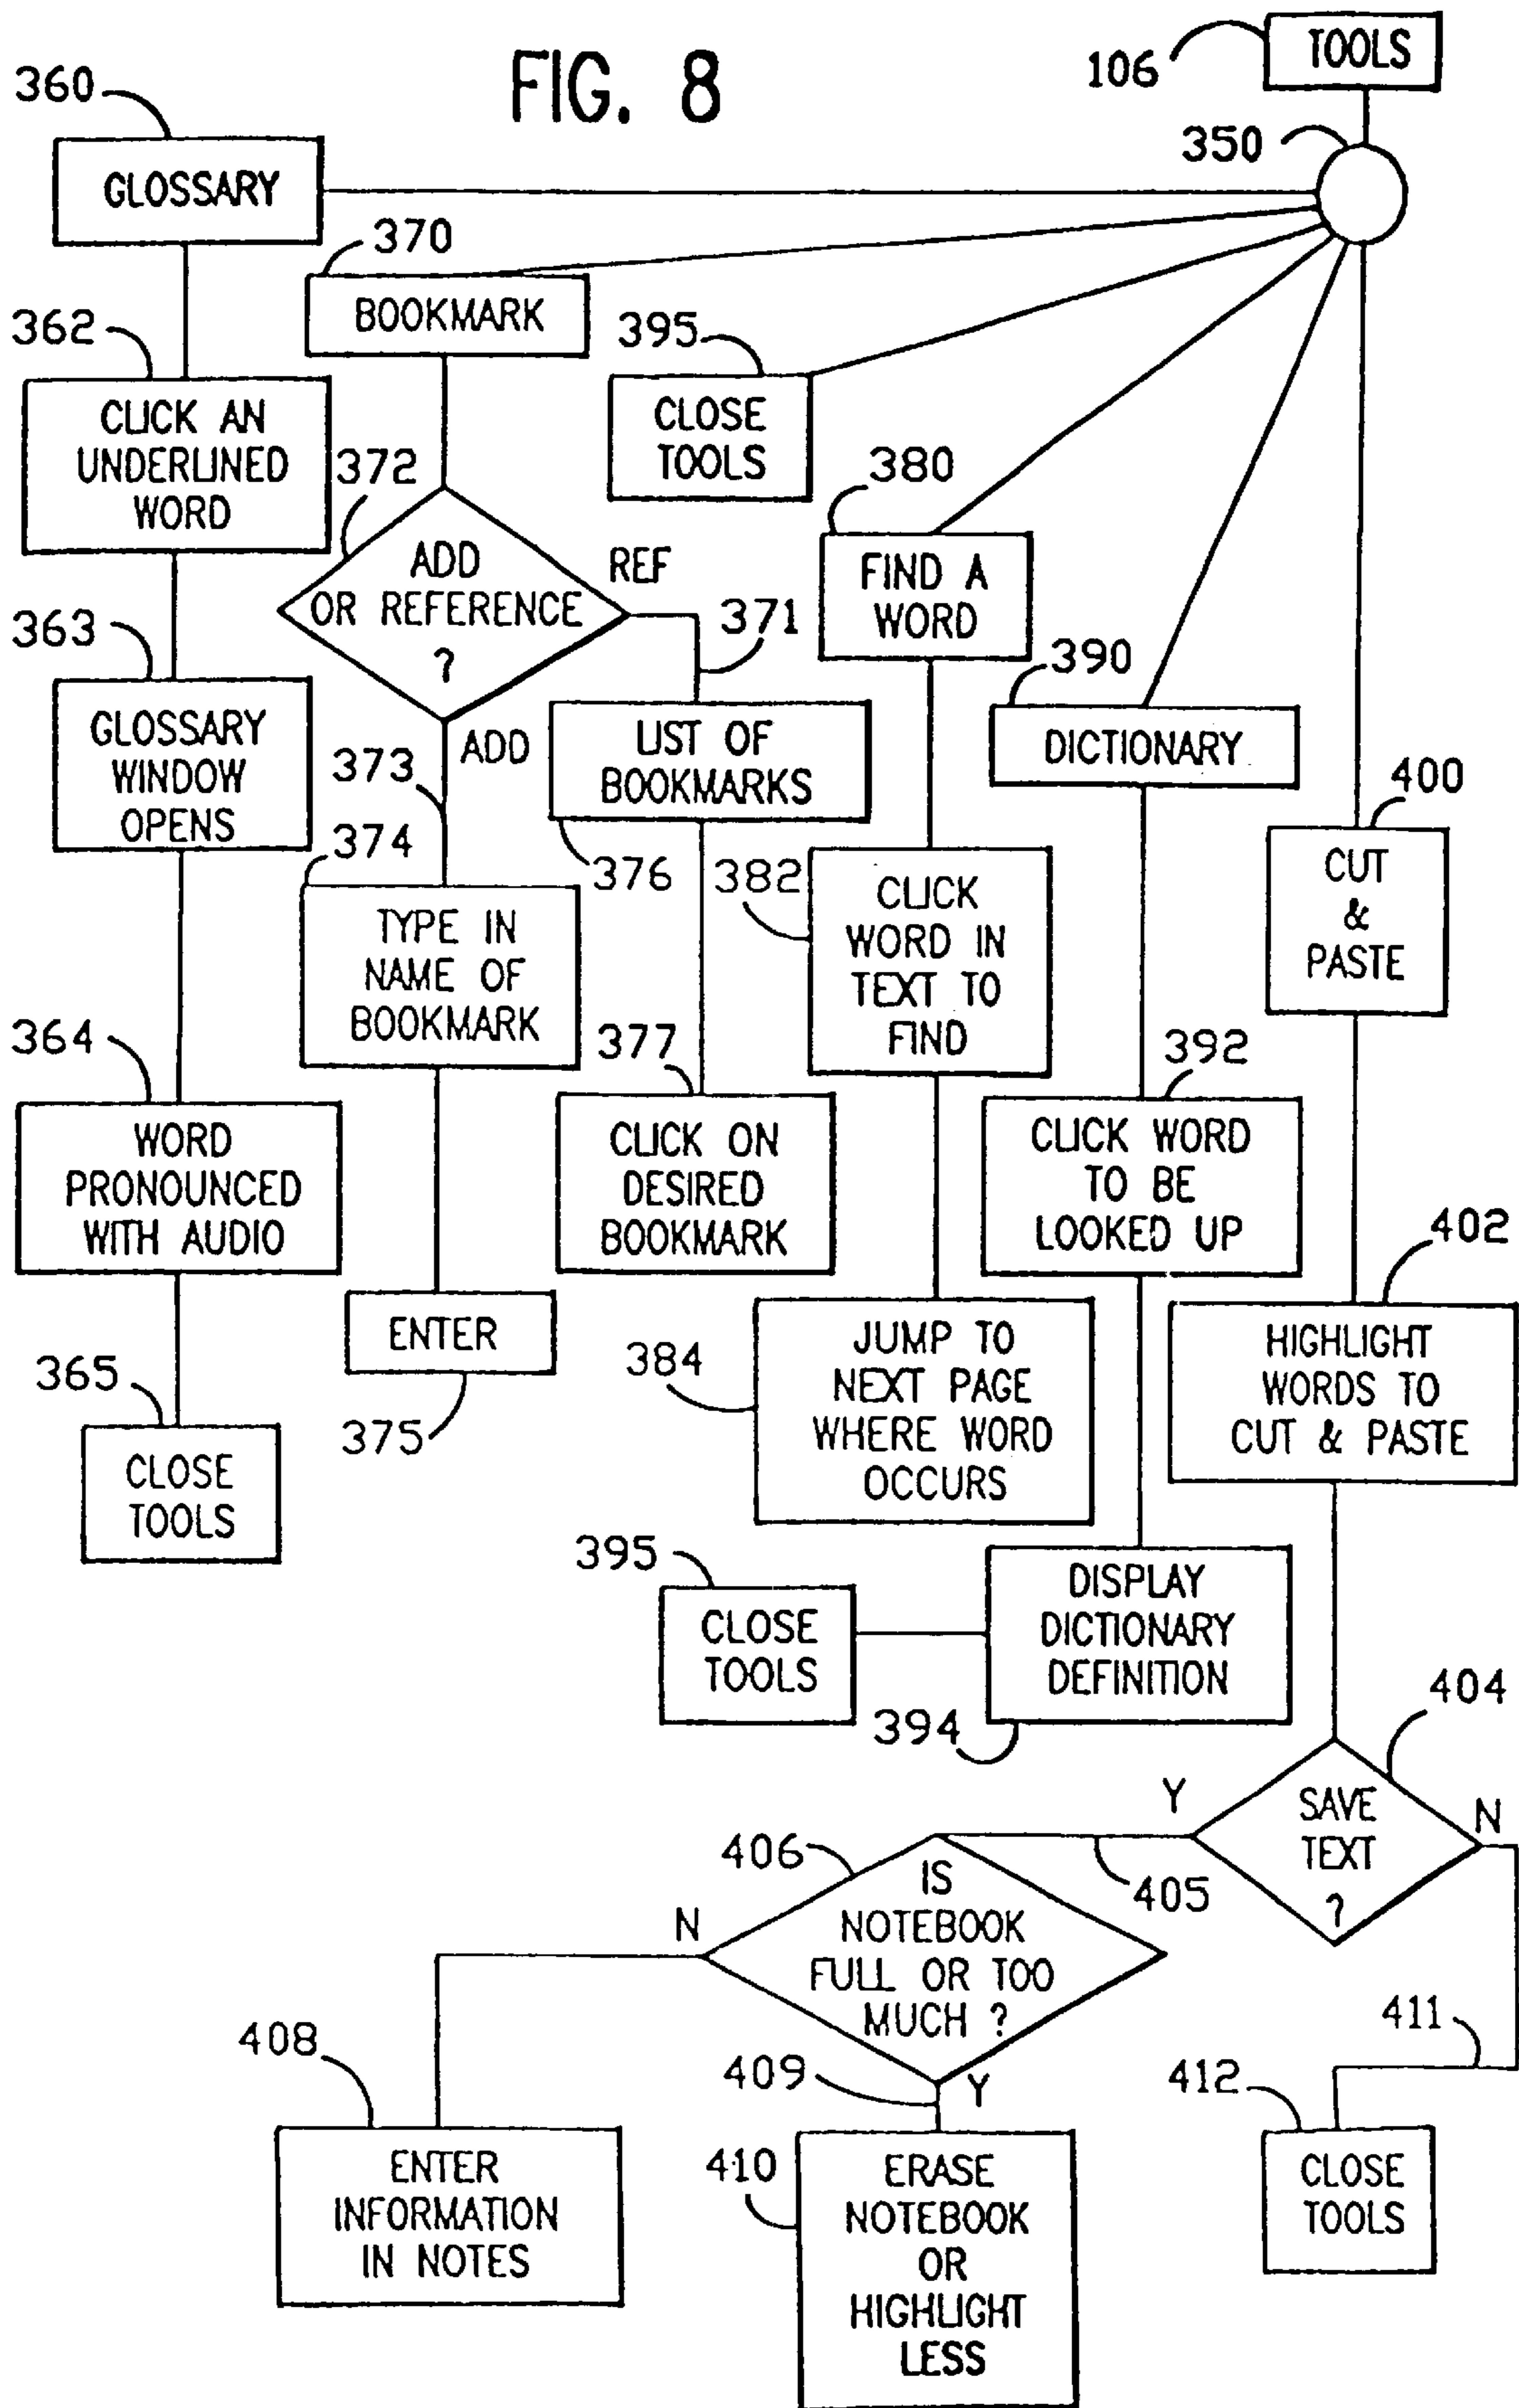 FIG. 8
106
TOOLS
350
360
GLOSSARY
362
CLICK AN
UNDERLINED
WORD
363
GLOSSARY
WINDOW
OPENS
364
WORD
PRONOUNCED
WITH AUDIO
365
CLOSE
TOOLS
370
BOOKMARK
372
ADD
OR REFERENCE
?
REF
371
ADD
373
374
TYPE IN
NAME OF
BOOKMARK
ENTER
375
LIST OF
BOOKMARKS
376
377
CLICK ON
DESIRED
BOOKMARK
395
CLOSE
TOOLS
380
FIND A
WORD
382
CLICK
WORD IN
TEXT TO
FIND
384
JUMP TO
NEXT PAGE
WHERE WORD
OCCURS
390
DICTIONARY
392
CLICK WORD
TO BE
LOOKED UP
DISPLAY
DICTIONARY
DEFINITION
394
395
CLOSE
TOOLS
400
CUT
&
PASTE
402
HIGHLIGHT
WORDS TO
CUT & PASTE
404
SAVE
TEXT
?
Y
N
405
406
IS
NOTEBOOK
FULL OR TOO
MUCH ?
N
408
ENTER
INFORMATION
IN NOTES
409
Y
410
ERASE
NOTEBOOK
OR
HIGHLIGHT
LESS
411
412
CLOSE
TOOLS